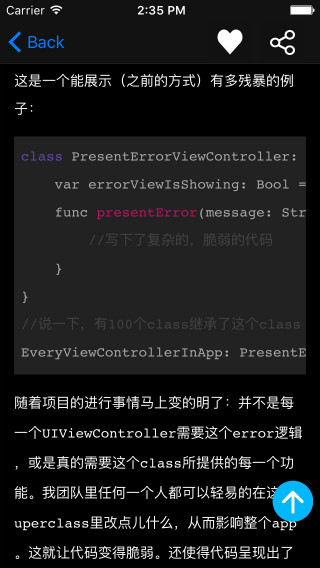 Carrier 2:35 PM
Back
这是一个能展示（之前的方式）有多残暴的例
子：
class PresentErrorViewController:
var errorViewIsShowing: Bool =
func presentError(message: Str
//写下了复杂的，脆弱的代码
}
}
//说一下，有100个class继承了这个class
EveryViewControllerInApp: PresentE
随着项目的进行事情马上变的明了：并不是每
一个UIViewController需要这个error逻辑
，或是真的需要这个class所提供的每一个功
能。我团队里任何一个人都可以轻易的在这
uperclass里改点儿什么，从而影响整个app
。这就让代码变得脆弱。还使得代码呈现出了